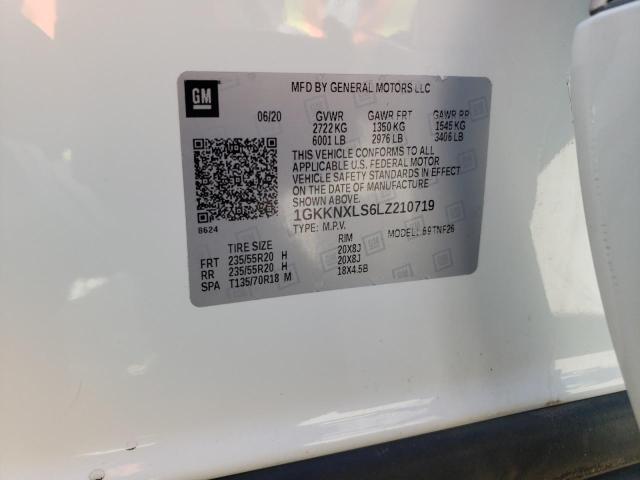 GM
MFD BY GENERAL MOTORS LLC
06/20 GVWR GAWR FRT GAWR RR
2722 KG 1350 KG 1545 KG
6001 LB 2976 LB 3406 LB
THIS VEHICLE CONFORMS TO ALL
APPLICABLE U.S. FEDERAL MOTOR
VEHICLE SAFETY STANDARDS IN EFFECT
ON THE DATE OF MANUFACTURE
SHOWN ABOVE.
1GKKNXLS6LZ210719
8624
TYPE: M.P.V. MODEL: 69TNF26
TIRE SIZE RIM
FRT 235/55R20 H 20X8J
RR 235/55R20 H 20X8J
SPA T135/70R18 M 18X4.5B